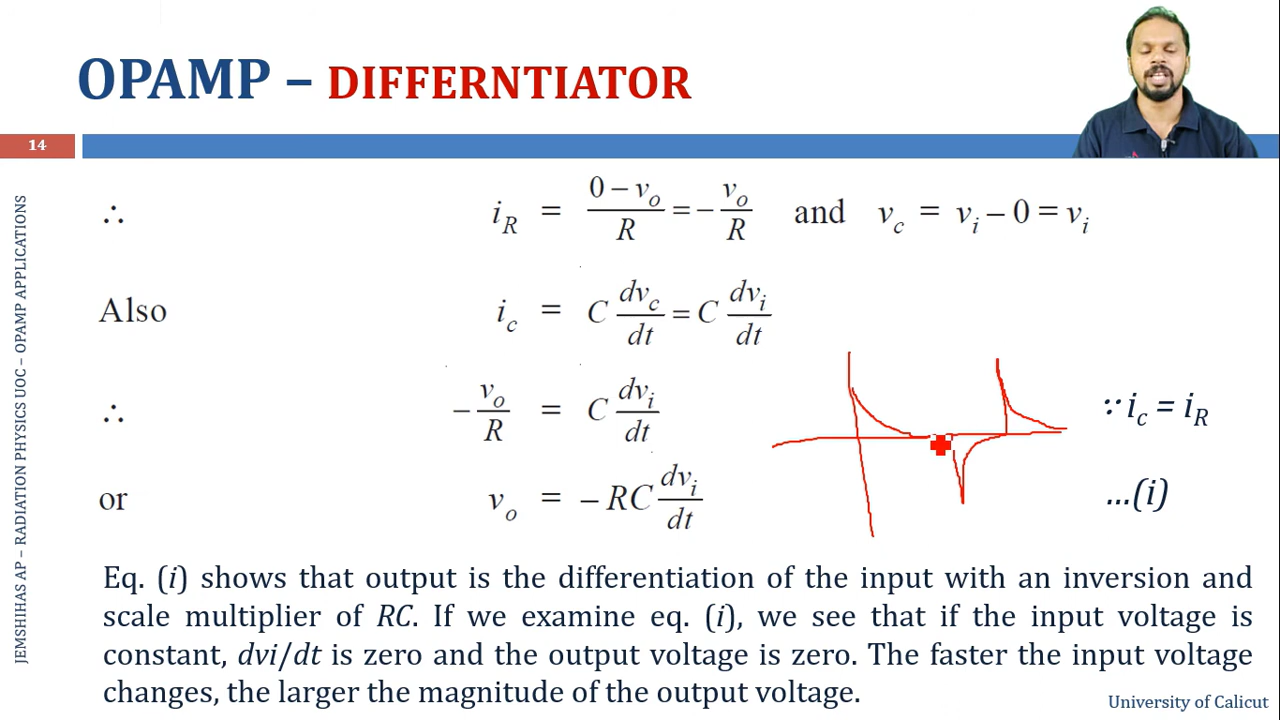 OPAMP – DIFFERNTIATOR
14
JEMSHIHAS AP – RADIATION PHYSICS UOC – OPAMP APPLICATIONS
∴ i_R = (0 – v_o)/R = – v_o/R and v_c = v_i – 0 = v_i
Also i_c = C dv_c/dt = C dv_i/dt
∴ – v_o/R = C dv_i/dt ∵ i_c = i_R
or v_o = – RC dv_i/dt ...(i)
Eq. (i) shows that output is the differentiation of the input with an inversion and
scale multiplier of RC. If we examine eq. (i), we see that if the input voltage is
constant, dvi/dt is zero and the output voltage is zero. The faster the input voltage
changes, the larger the magnitude of the output voltage.
University of Calicut